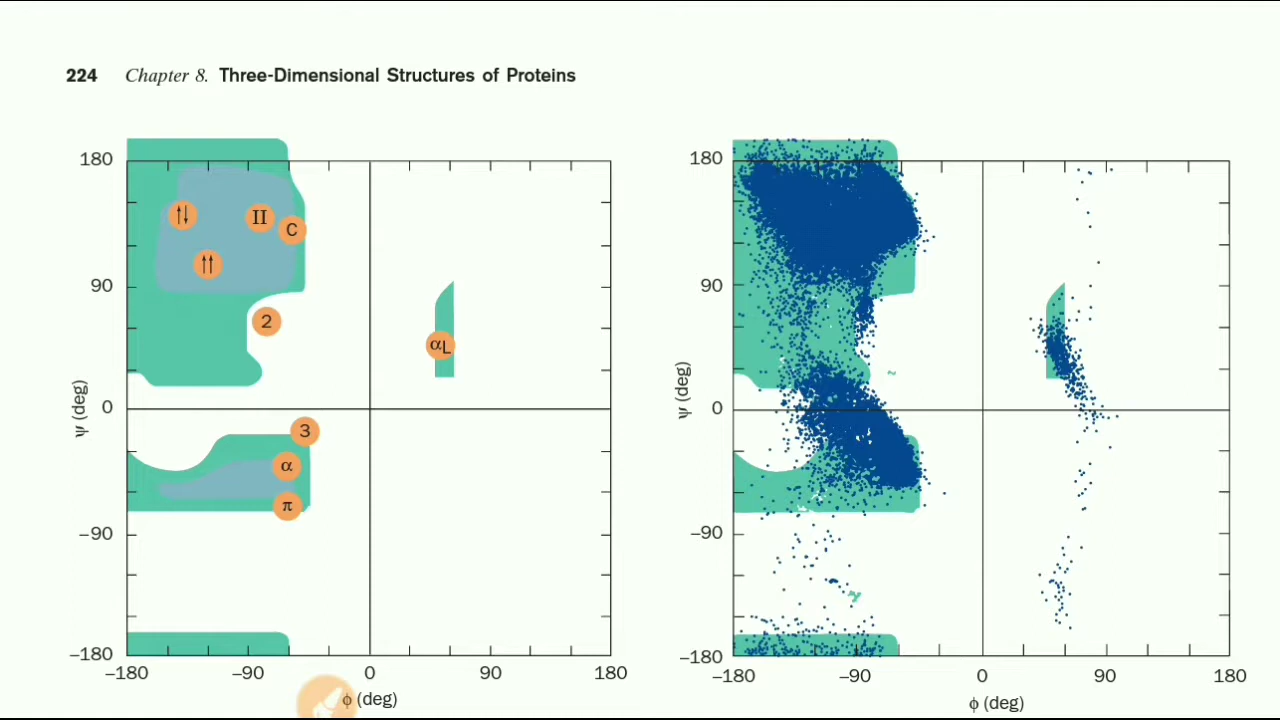 224 Chapter 8. Three-Dimensional Structures of Proteins
180
90
0
−90
−180
ψ (deg)
↑↓
II
C
↑↑
2
αL
3
α
π
−180 −90 0 90 180
ϕ (deg)
180
90
0
−90
−180
ψ (deg)
−180 −90 0 90 180
ϕ (deg)